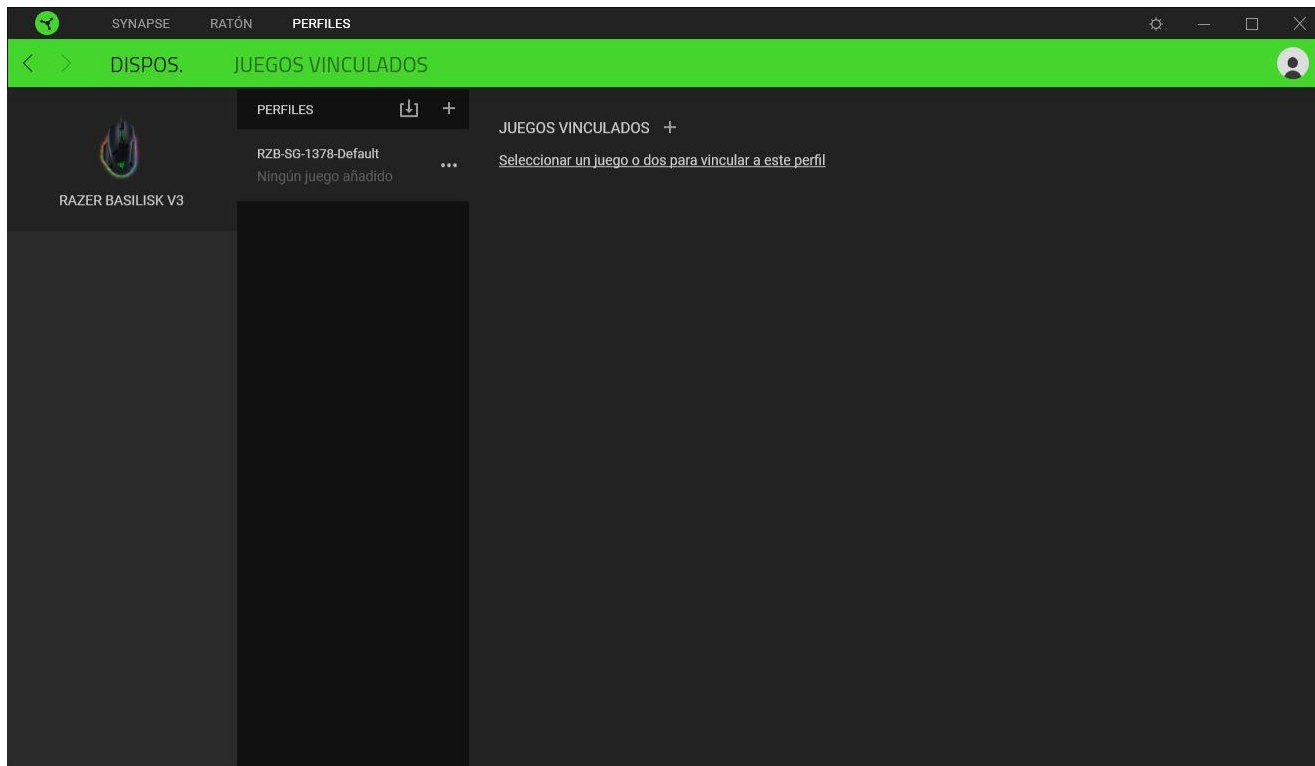 SYNAPSE RATÓN PERFILES
DISPOS. JUEGOS VINCULADOS
RAZER BASILISK V3
PERFILES
RZB-SG-1378-Default
Ningún juego añadido
JUEGOS VINCULADOS
Seleccionar un juego o dos para vincular a este perfil